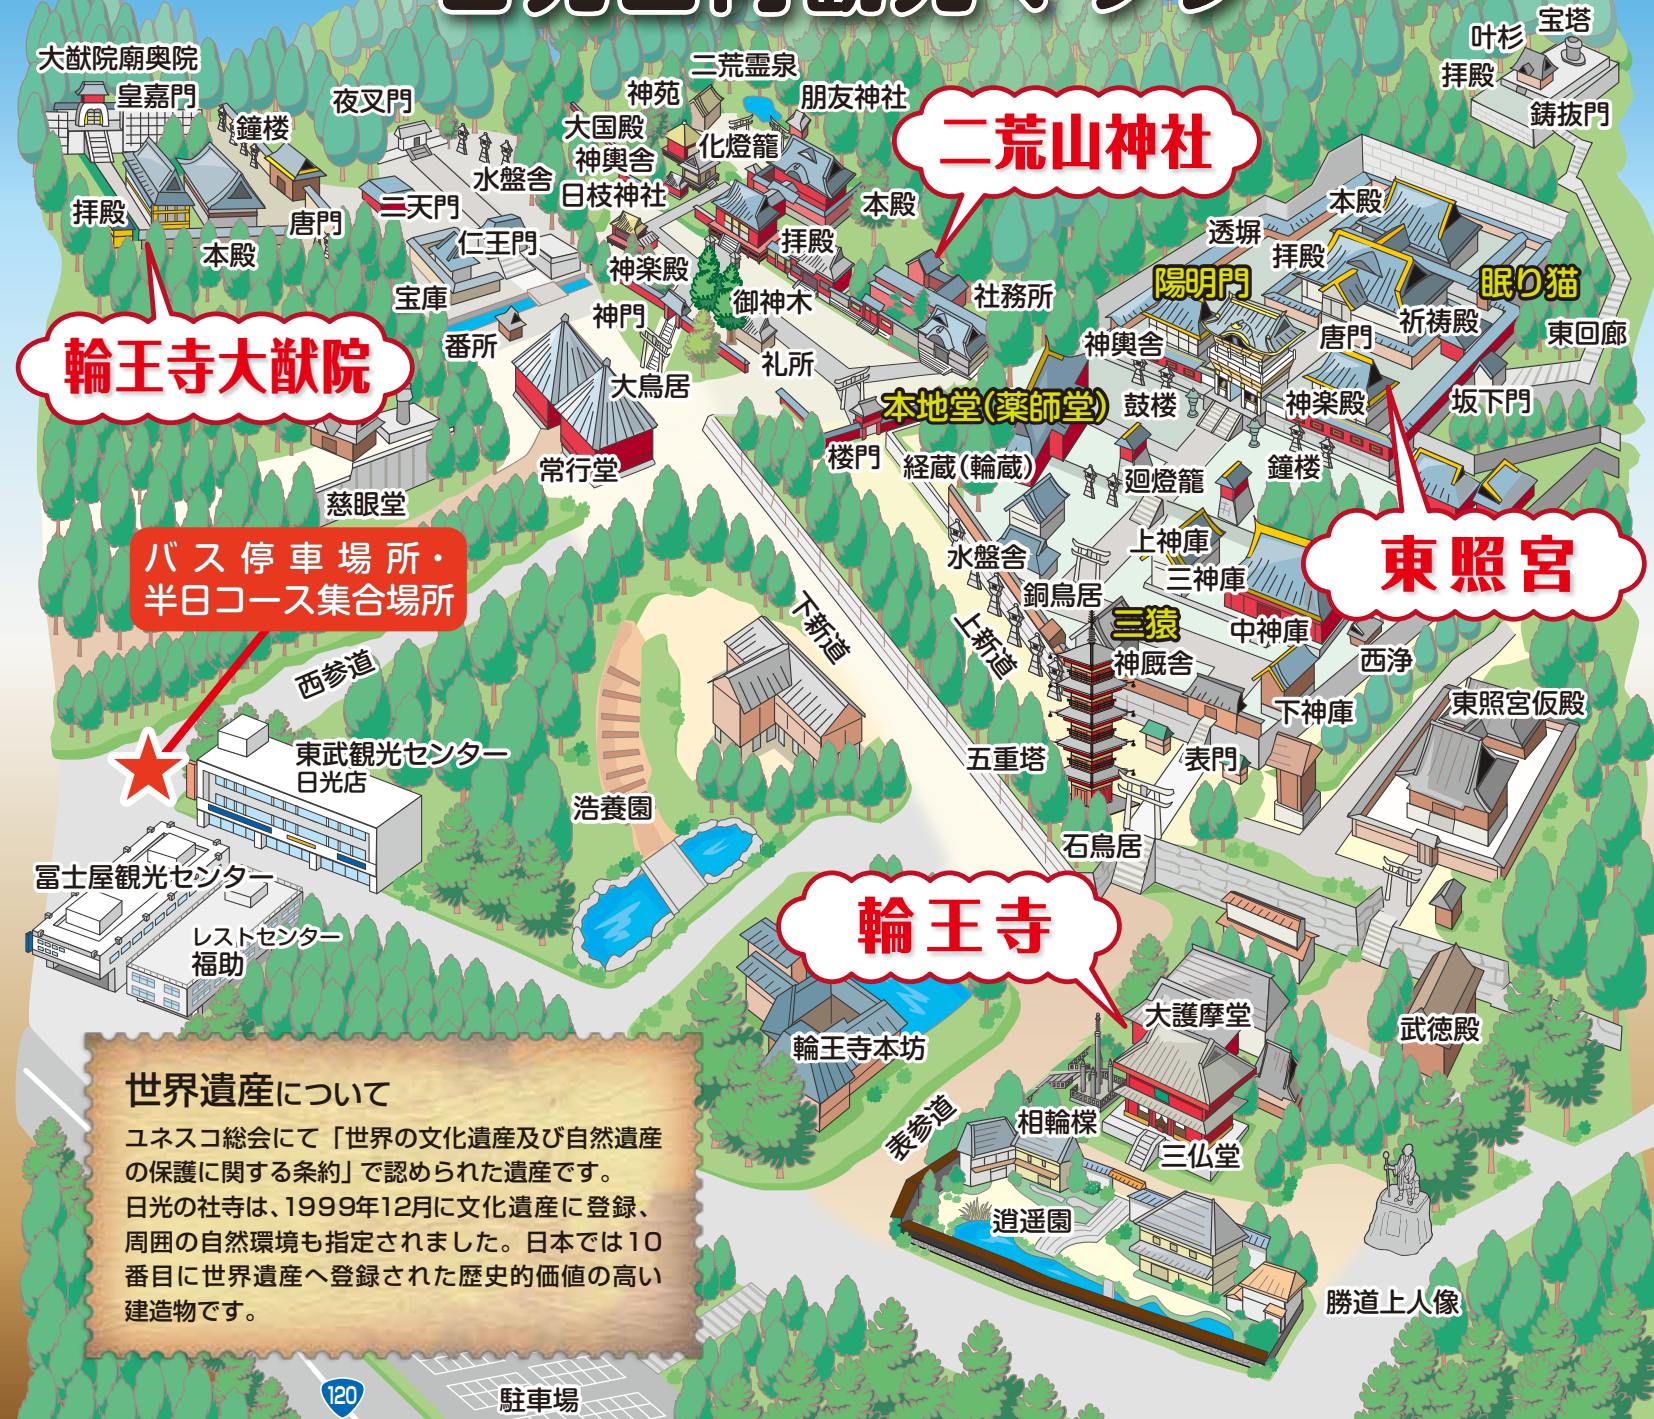 日光山内観光マップ
大猷院廟奥院
皇嘉門
鐘楼
夜叉門
水盤舎
二天門
拝殿
本殿
唐門
仁王門
宝庫
番所
輪王寺大猷院
二荒霊泉
神苑
朋友神社
大国殿
化燈籠
神輿舎
日枝神社
本殿
拝殿
神楽殿
御神木
神門
社務所
札所
大鳥居
二荒山神社
宝塔
叶杉
拝殿
鋳抜門
本殿
透塀
拝殿
陽明門
眠り猫
祈祷殿
東回廊
唐門
神輿舎
本地堂(薬師堂)
鼓楼
神楽殿
坂下門
楼門
経蔵(輪蔵)
廻燈籠
鐘楼
常行堂
慈眼堂
バス停車場所・
半日コース集合場所
水盤舎
上神庫
三神庫
銅鳥居
東照宮
下新道
上新道
三猿
中神庫
神厩舎
西浄
西参道
下神庫
東照宮仮殿
東武観光センター
日光店
五重塔
表門
浩養園
石鳥居
冨士屋観光センター
レストセンター
福助
輪王寺
大護摩堂
武徳殿
輪王寺本坊
表参道
相輪橖
三仏堂
逍遥園
勝道上人像
世界遺産について
ユネスコ総会にて「世界の文化遺産及び自然遺産
の保護に関する条約」で認められた遺産です。
日光の社寺は、1999年12月に文化遺産に登録、
周囲の自然環境も指定されました。日本では10
番目に世界遺産へ登録された歴史的価値の高い
建造物です。
120
駐車場